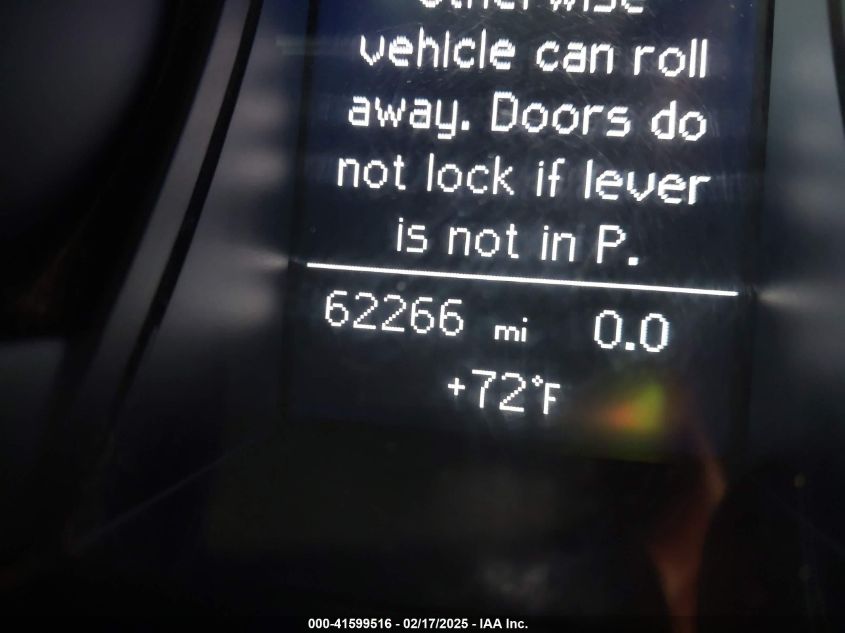 otherwise
vehicle can roll
away. Doors do
not lock if lever
is not in P.
62266 mi 0.0
+72°F
000-41599516 - 02/17/2025 - IAA Inc.